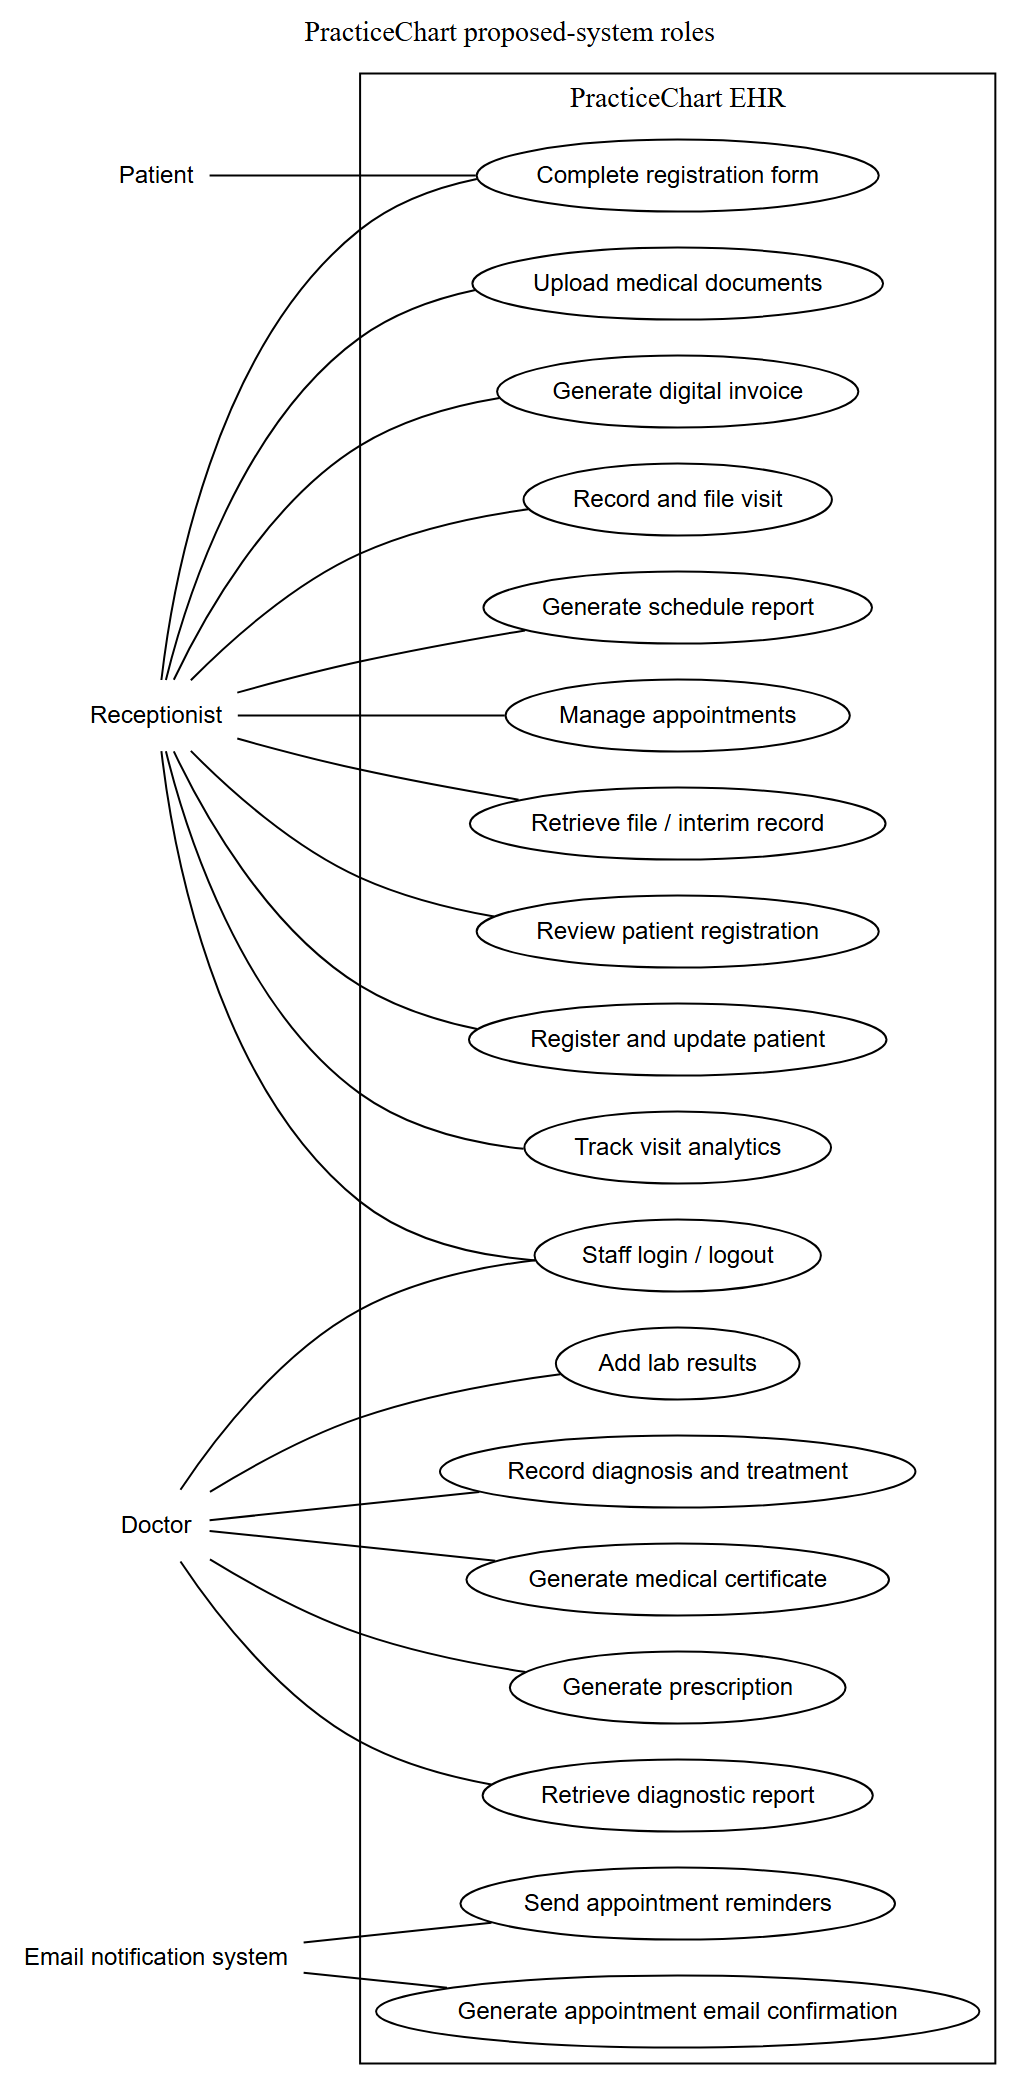 PracticeChart proposed-system roles
PracticeChart EHR
Patient
Complete registration form
Upload medical documents
Generate digital invoice
Record and file visit
Generate schedule report
Receptionist
Manage appointments
Retrieve file / interim record
Review patient registration
Register and update patient
Track visit analytics
Staff login / logout
Add lab results
Record diagnosis and treatment
Doctor
Generate medical certificate
Generate prescription
Retrieve diagnostic report
Send appointment reminders
Email notification system
Generate appointment email confirmation